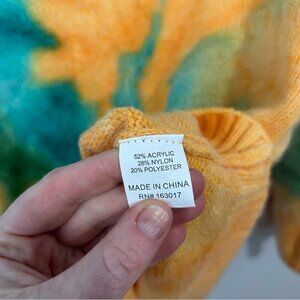 52% ACRYLIC
28% NYLON
20% POLYESTER
MADE IN CHINA
RN# 163017